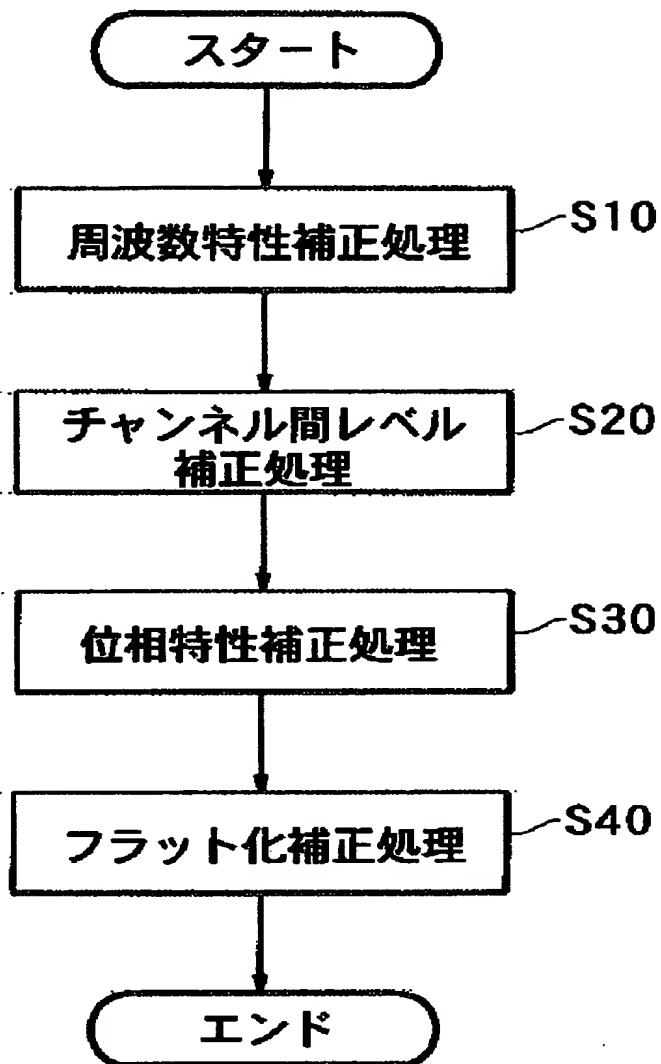 スタート
周波数特性補正処理
S10
チャンネル間レベル
補正処理
S20
位相特性補正処理
S30
フラット化補正処理
S40
エンド